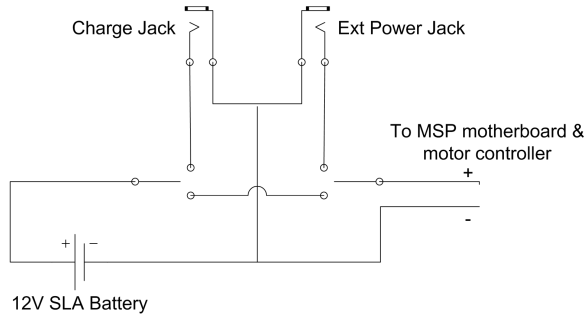 Charge Jack
Ext Power Jack
To MSP motherboard &
motor controller
+
-
+ −
12V SLA Battery